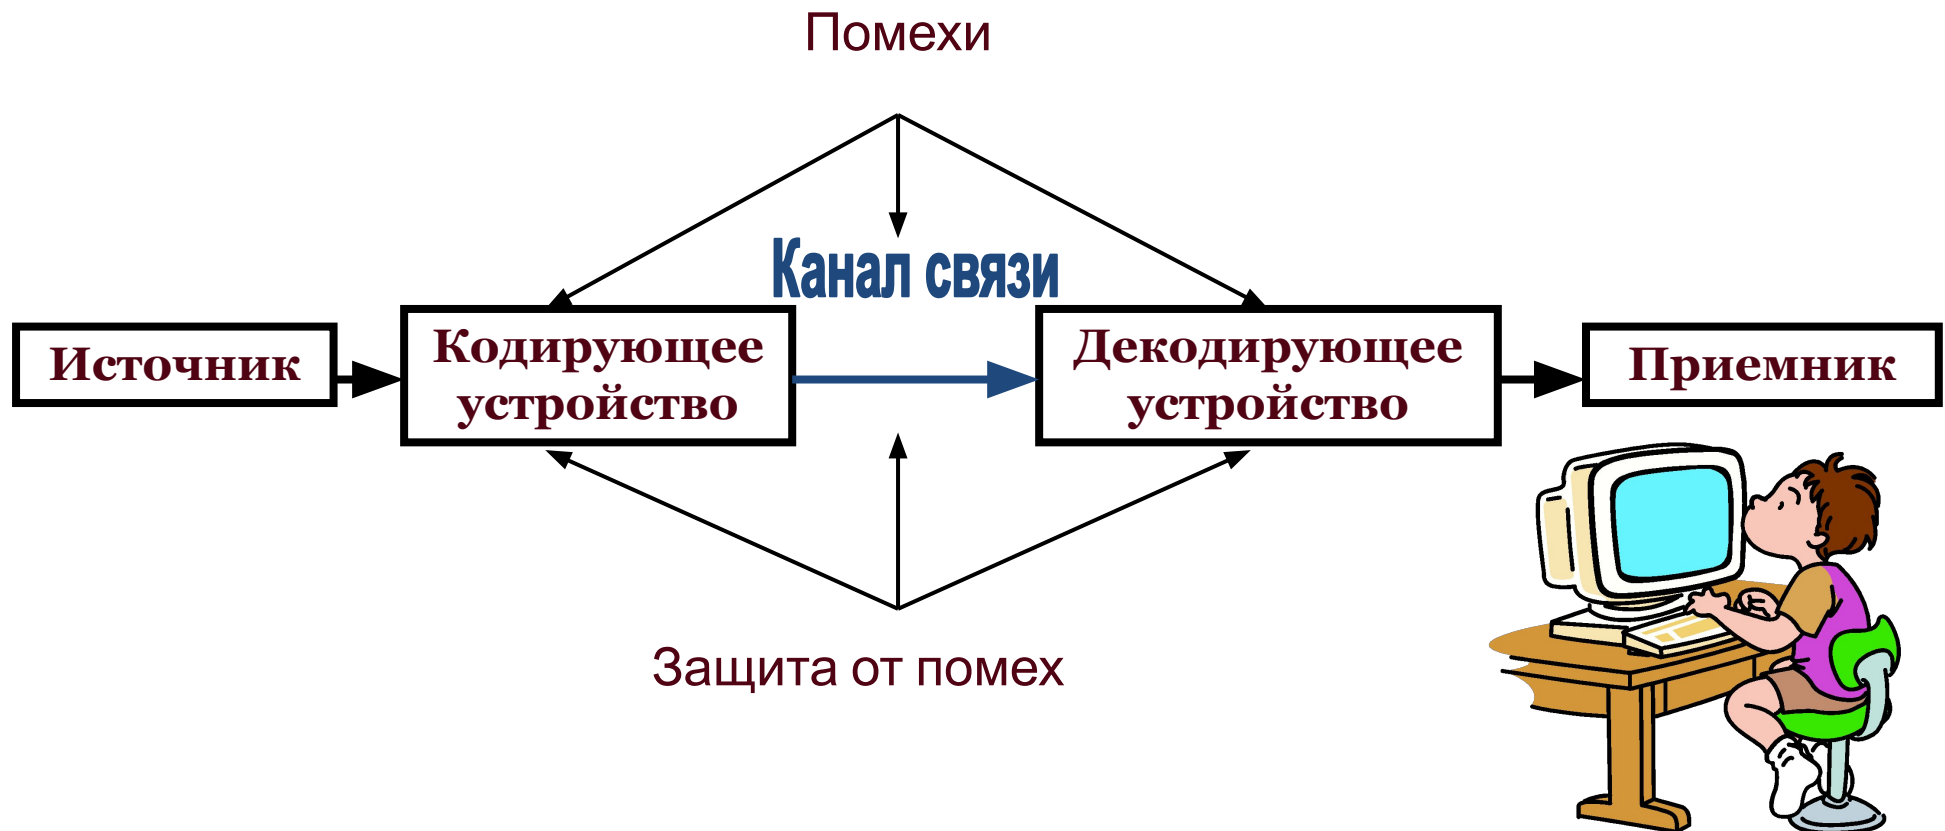 Помехи
Канал связи
Источник
Кодирующее
устройство
Декодирующее
устройство
Приемник
Защита от помех